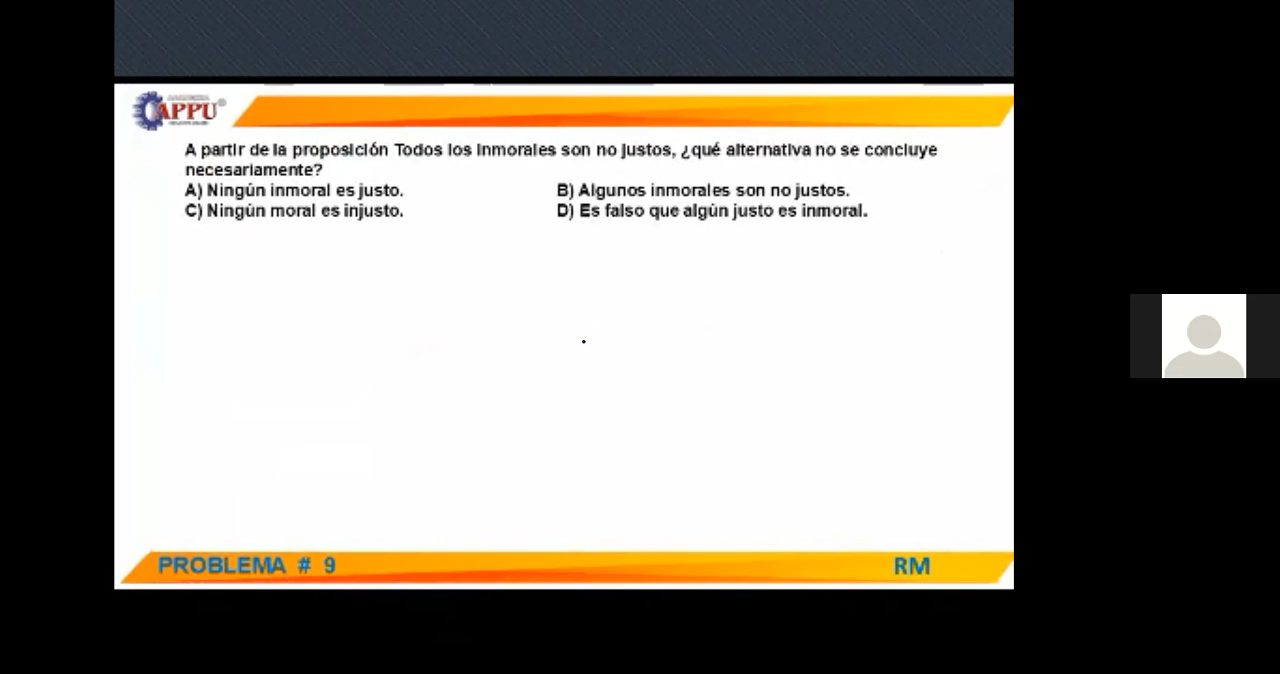 CAPPU
A partir de la proposición Todos los inmorales son no justos, ¿qué alternativa no se concluye
necesariamente?
A) Ningún inmoral es justo. B) Algunos inmorales son no justos.
C) Ningún moral es injusto. D) Es falso que algún justo es inmoral.
PROBLEMA # 9 RM